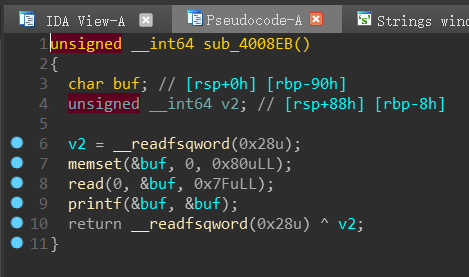 IDA View-A Pseudocode-A Strings wind
1 unsigned __int64 sub_4008EB()
2 {
3 char buf; // [rsp+0h] [rbp-90h]
4 unsigned __int64 v2; // [rsp+88h] [rbp-8h]
5
6 v2 = __readfsqword(0x28u);
7 memset(&buf, 0, 0x80uLL);
8 read(0, &buf, 0x7FuLL);
9 printf(&buf, &buf);
10 return __readfsqword(0x28u) ^ v2;
11 }